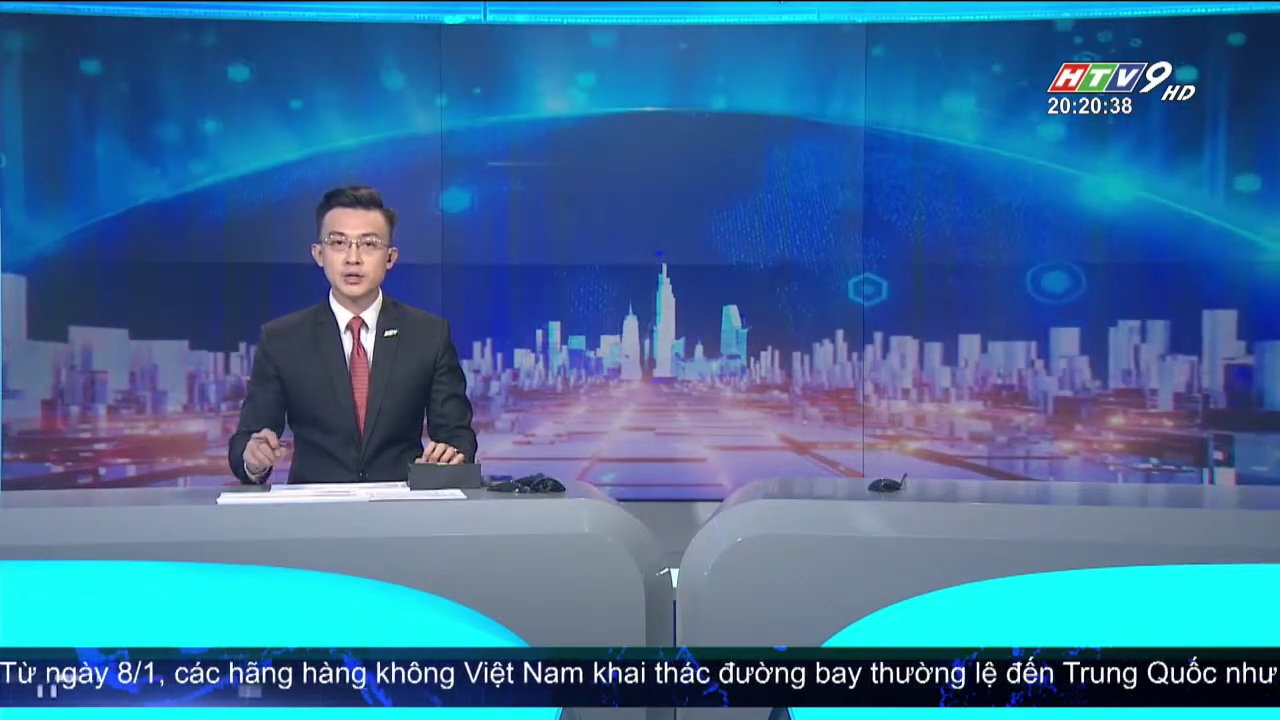 HTV9
HD
20:20:38
Từ ngày 8/1, các hãng hàng không Việt Nam khai thác đường bay thường lệ đến Trung Quốc như